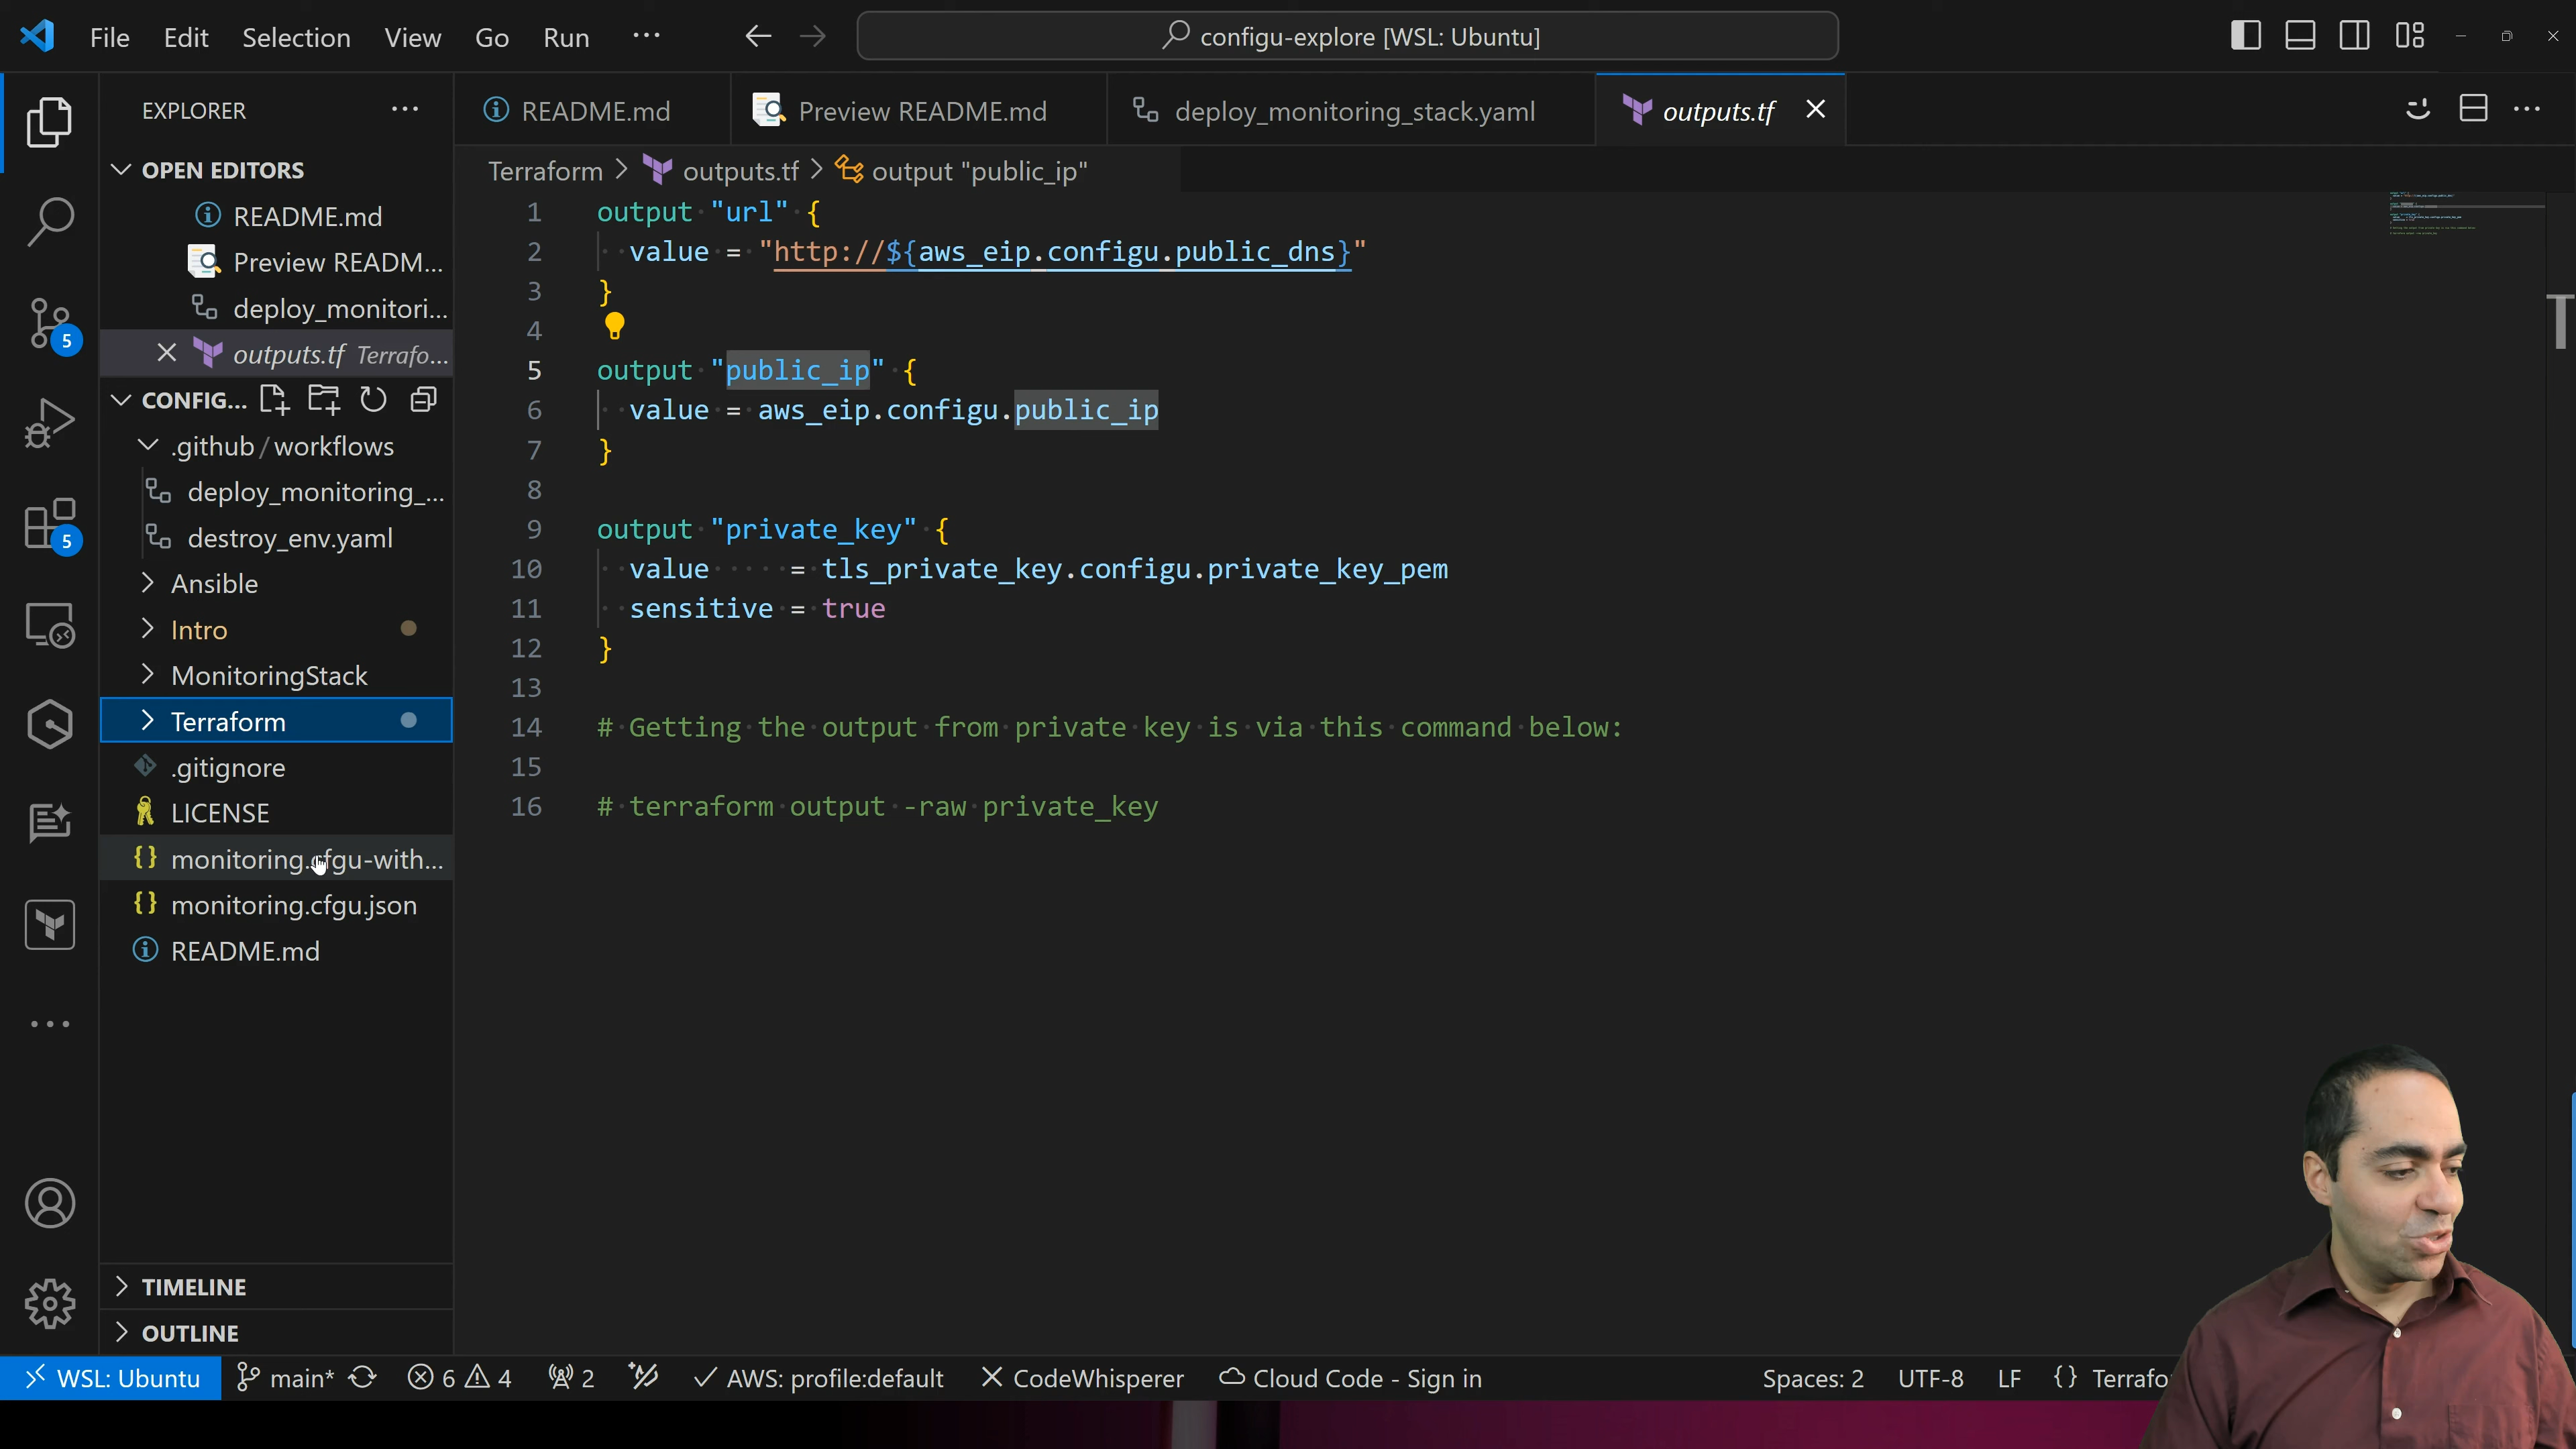 File Edit Selection View Go Run ··· configu-explore [WSL: Ubuntu]
EXPLORER ···
README.md Preview README.md deploy_monitoring_stack.yaml outputs.tf
OPEN EDITORS
README.md
Preview READM...
deploy_monitori...
outputs.tf Terrafo...
CONFIG...
.github / workflows
deploy_monitoring_...
destroy_env.yaml
Ansible
Intro
MonitoringStack
Terraform
.gitignore
LICENSE
{} monitoring.cfgu-with...
{} monitoring.cfgu.json
README.md
TIMELINE
OUTLINE
5
5
Terraform > outputs.tf > output "public_ip"
1 output "url" {
2 value = "http://${aws_eip.configu.public_dns}"
3 }
4
5 output "public_ip" {
6 value = aws_eip.configu.public_ip
7 }
8
9 output "private_key" {
10 value = tls_private_key.configu.private_key_pem
11 sensitive = true
12 }
13
14 # Getting the output from private key is via this command below:
15
16 # terraform output -raw private_key
WSL: Ubuntu main* 6 4 2 AWS: profile:default CodeWhisperer Cloud Code - Sign in Spaces: 2 UTF-8 LF {} Terrafo